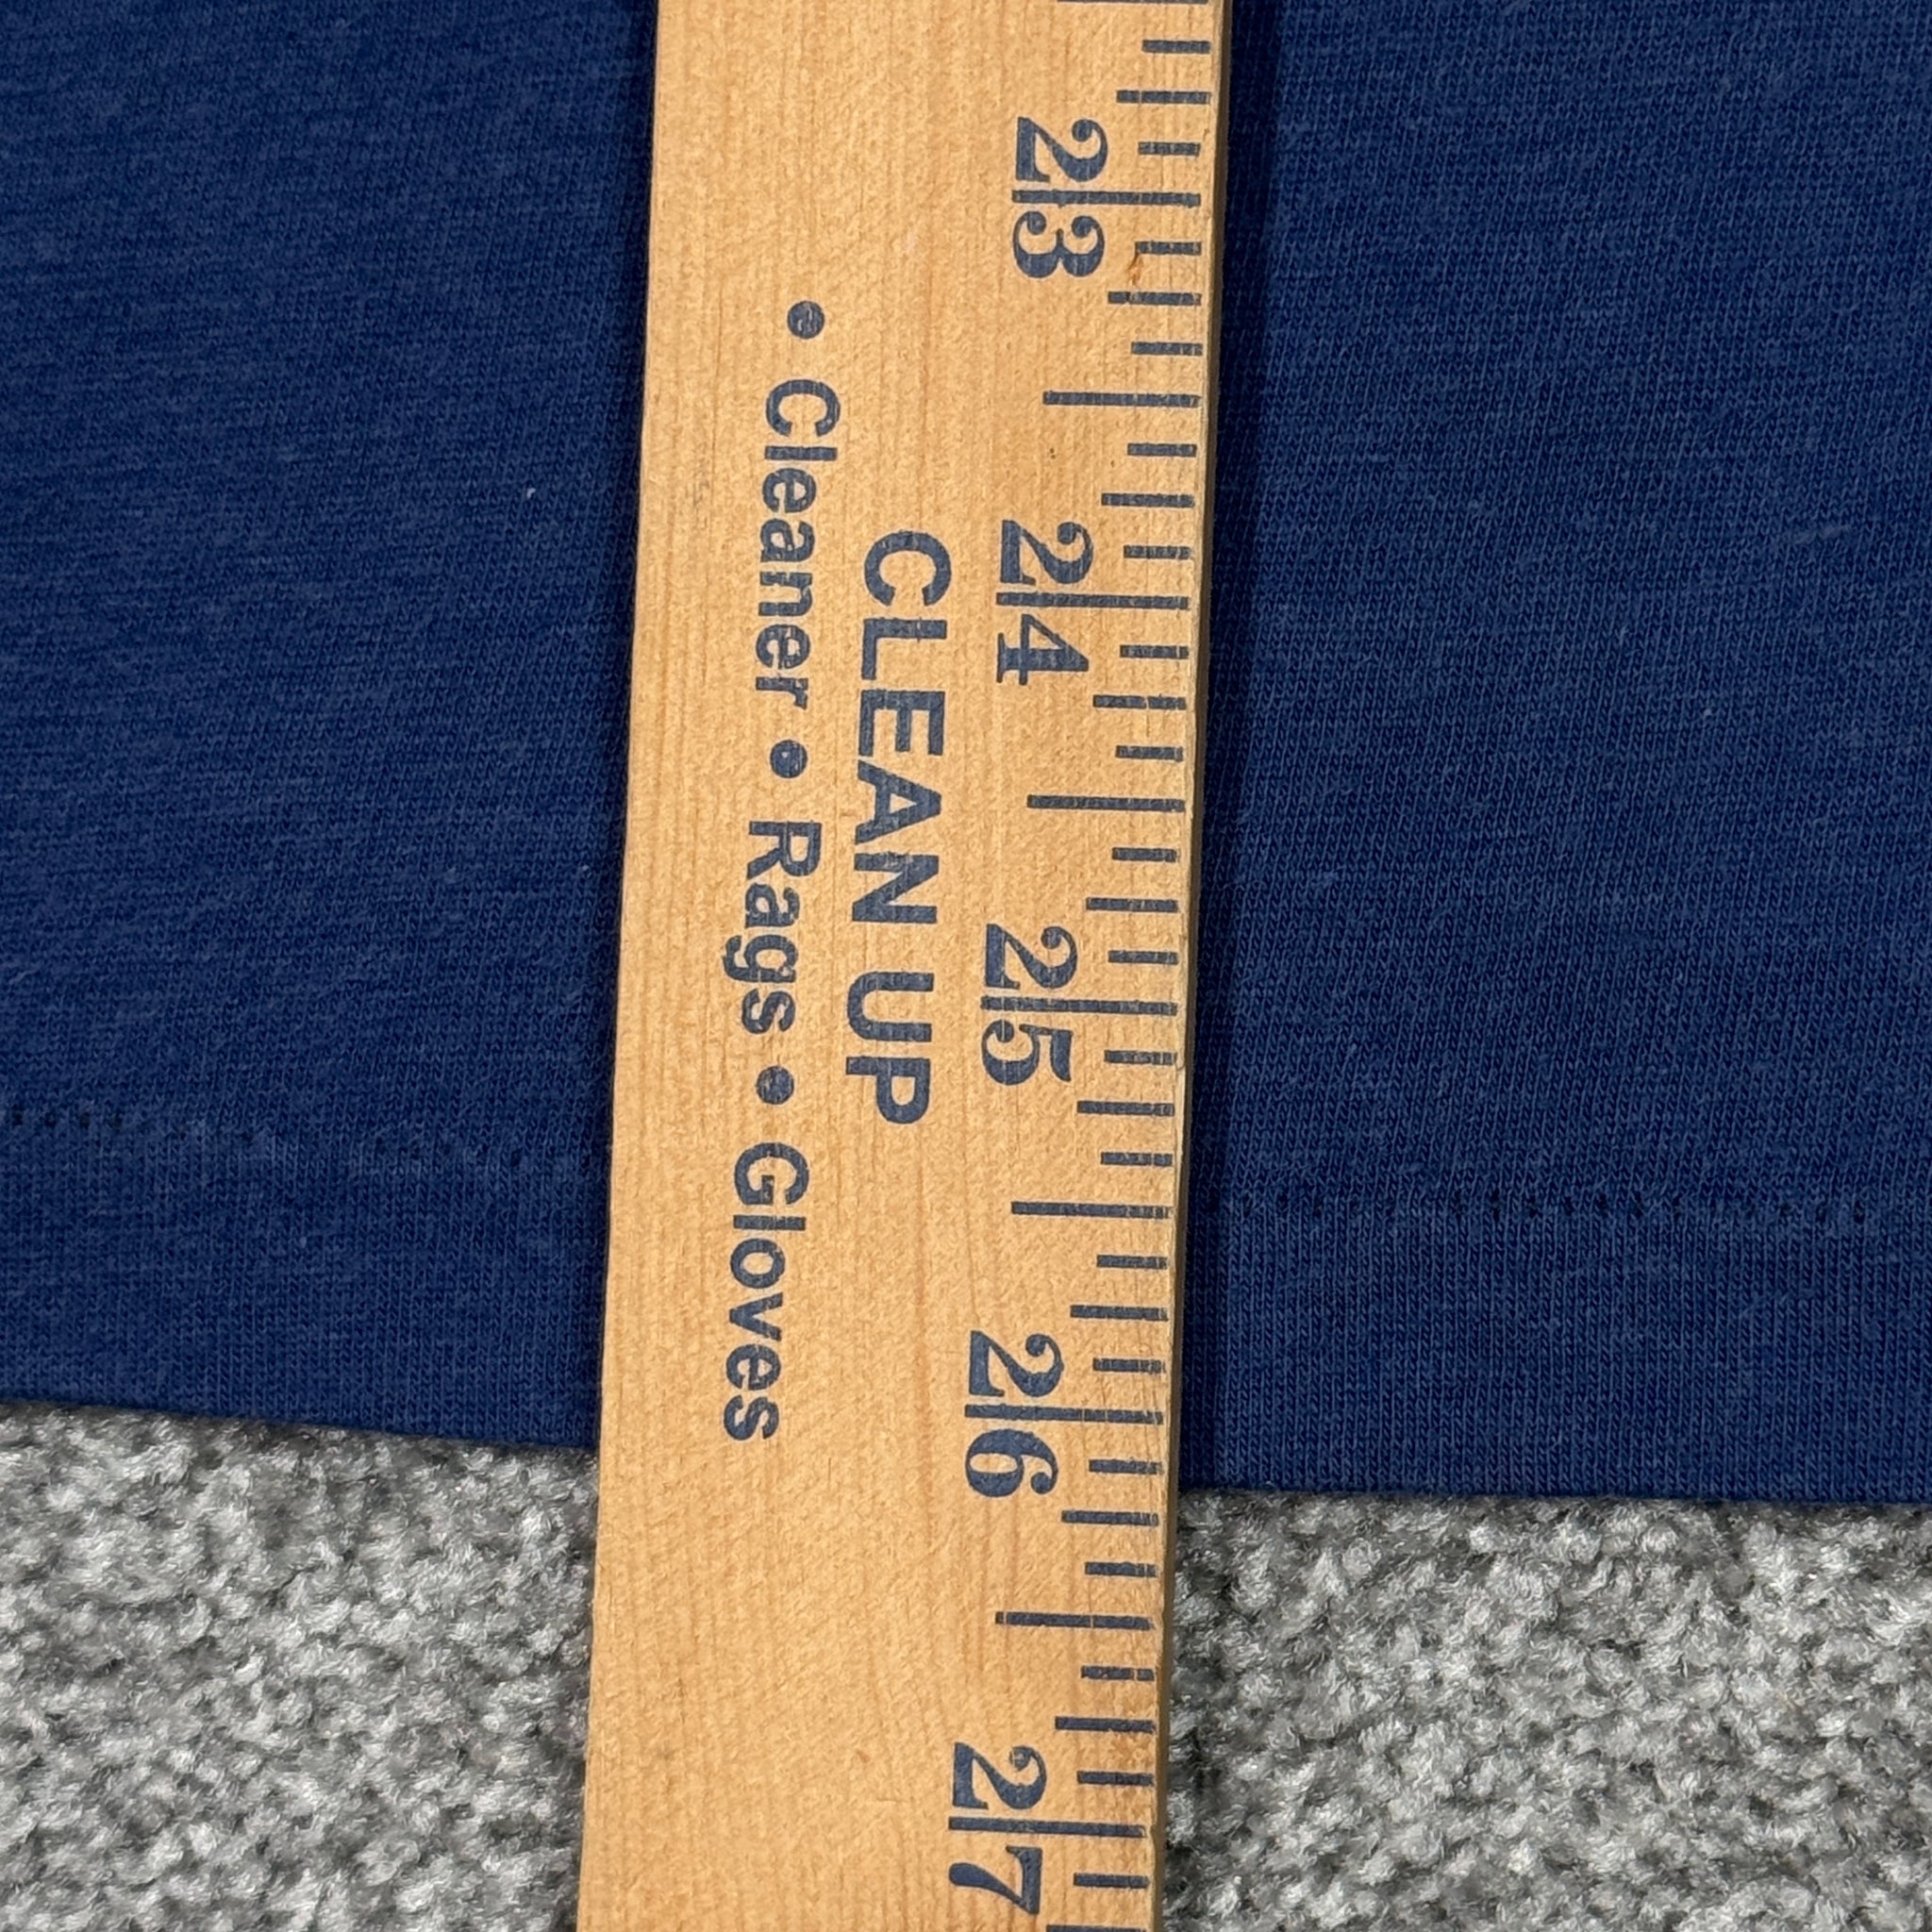 23
24
25
26
27
CLEAN UP
• Cleaner • Rags • Gloves